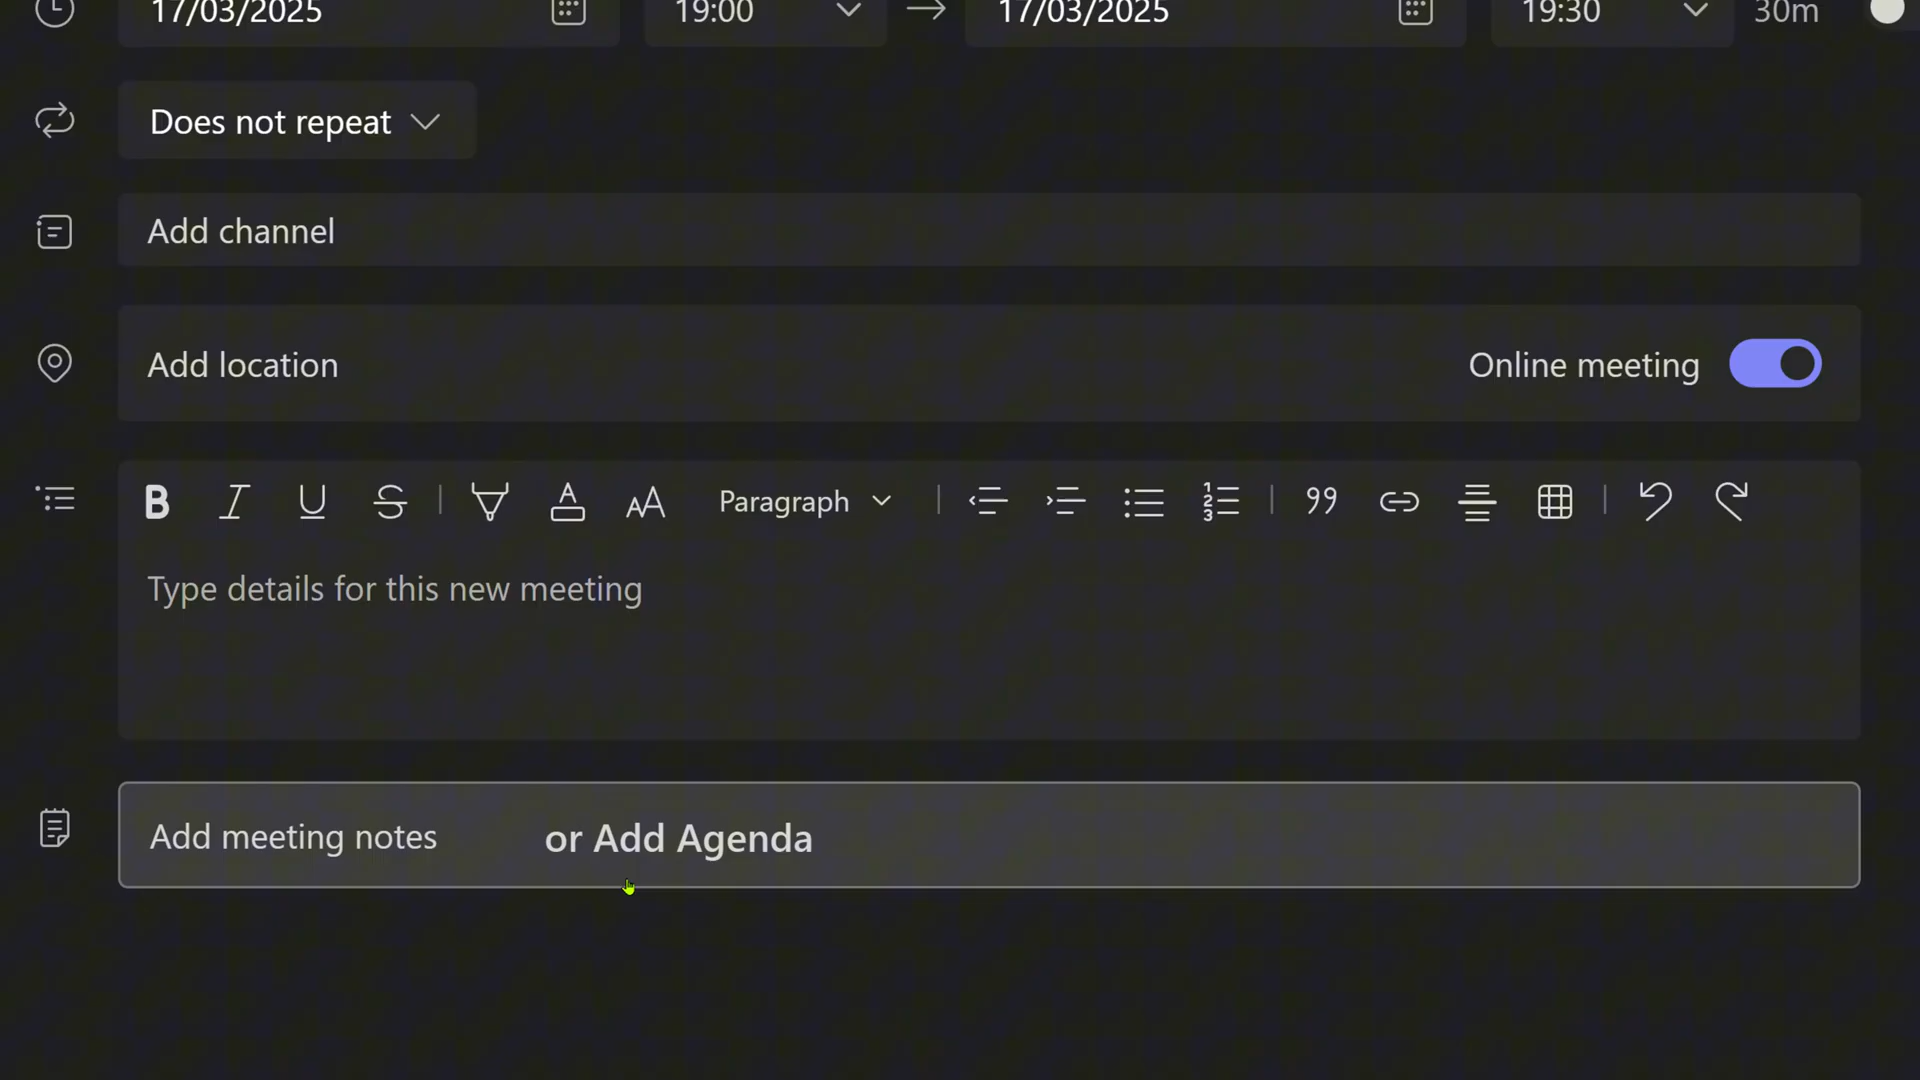 17/03/2025 19:00 17/03/2025 19:30 30m
Does not repeat
Add channel
Add location Online meeting
Paragraph
Type details for this new meeting
Add meeting notes or Add Agenda